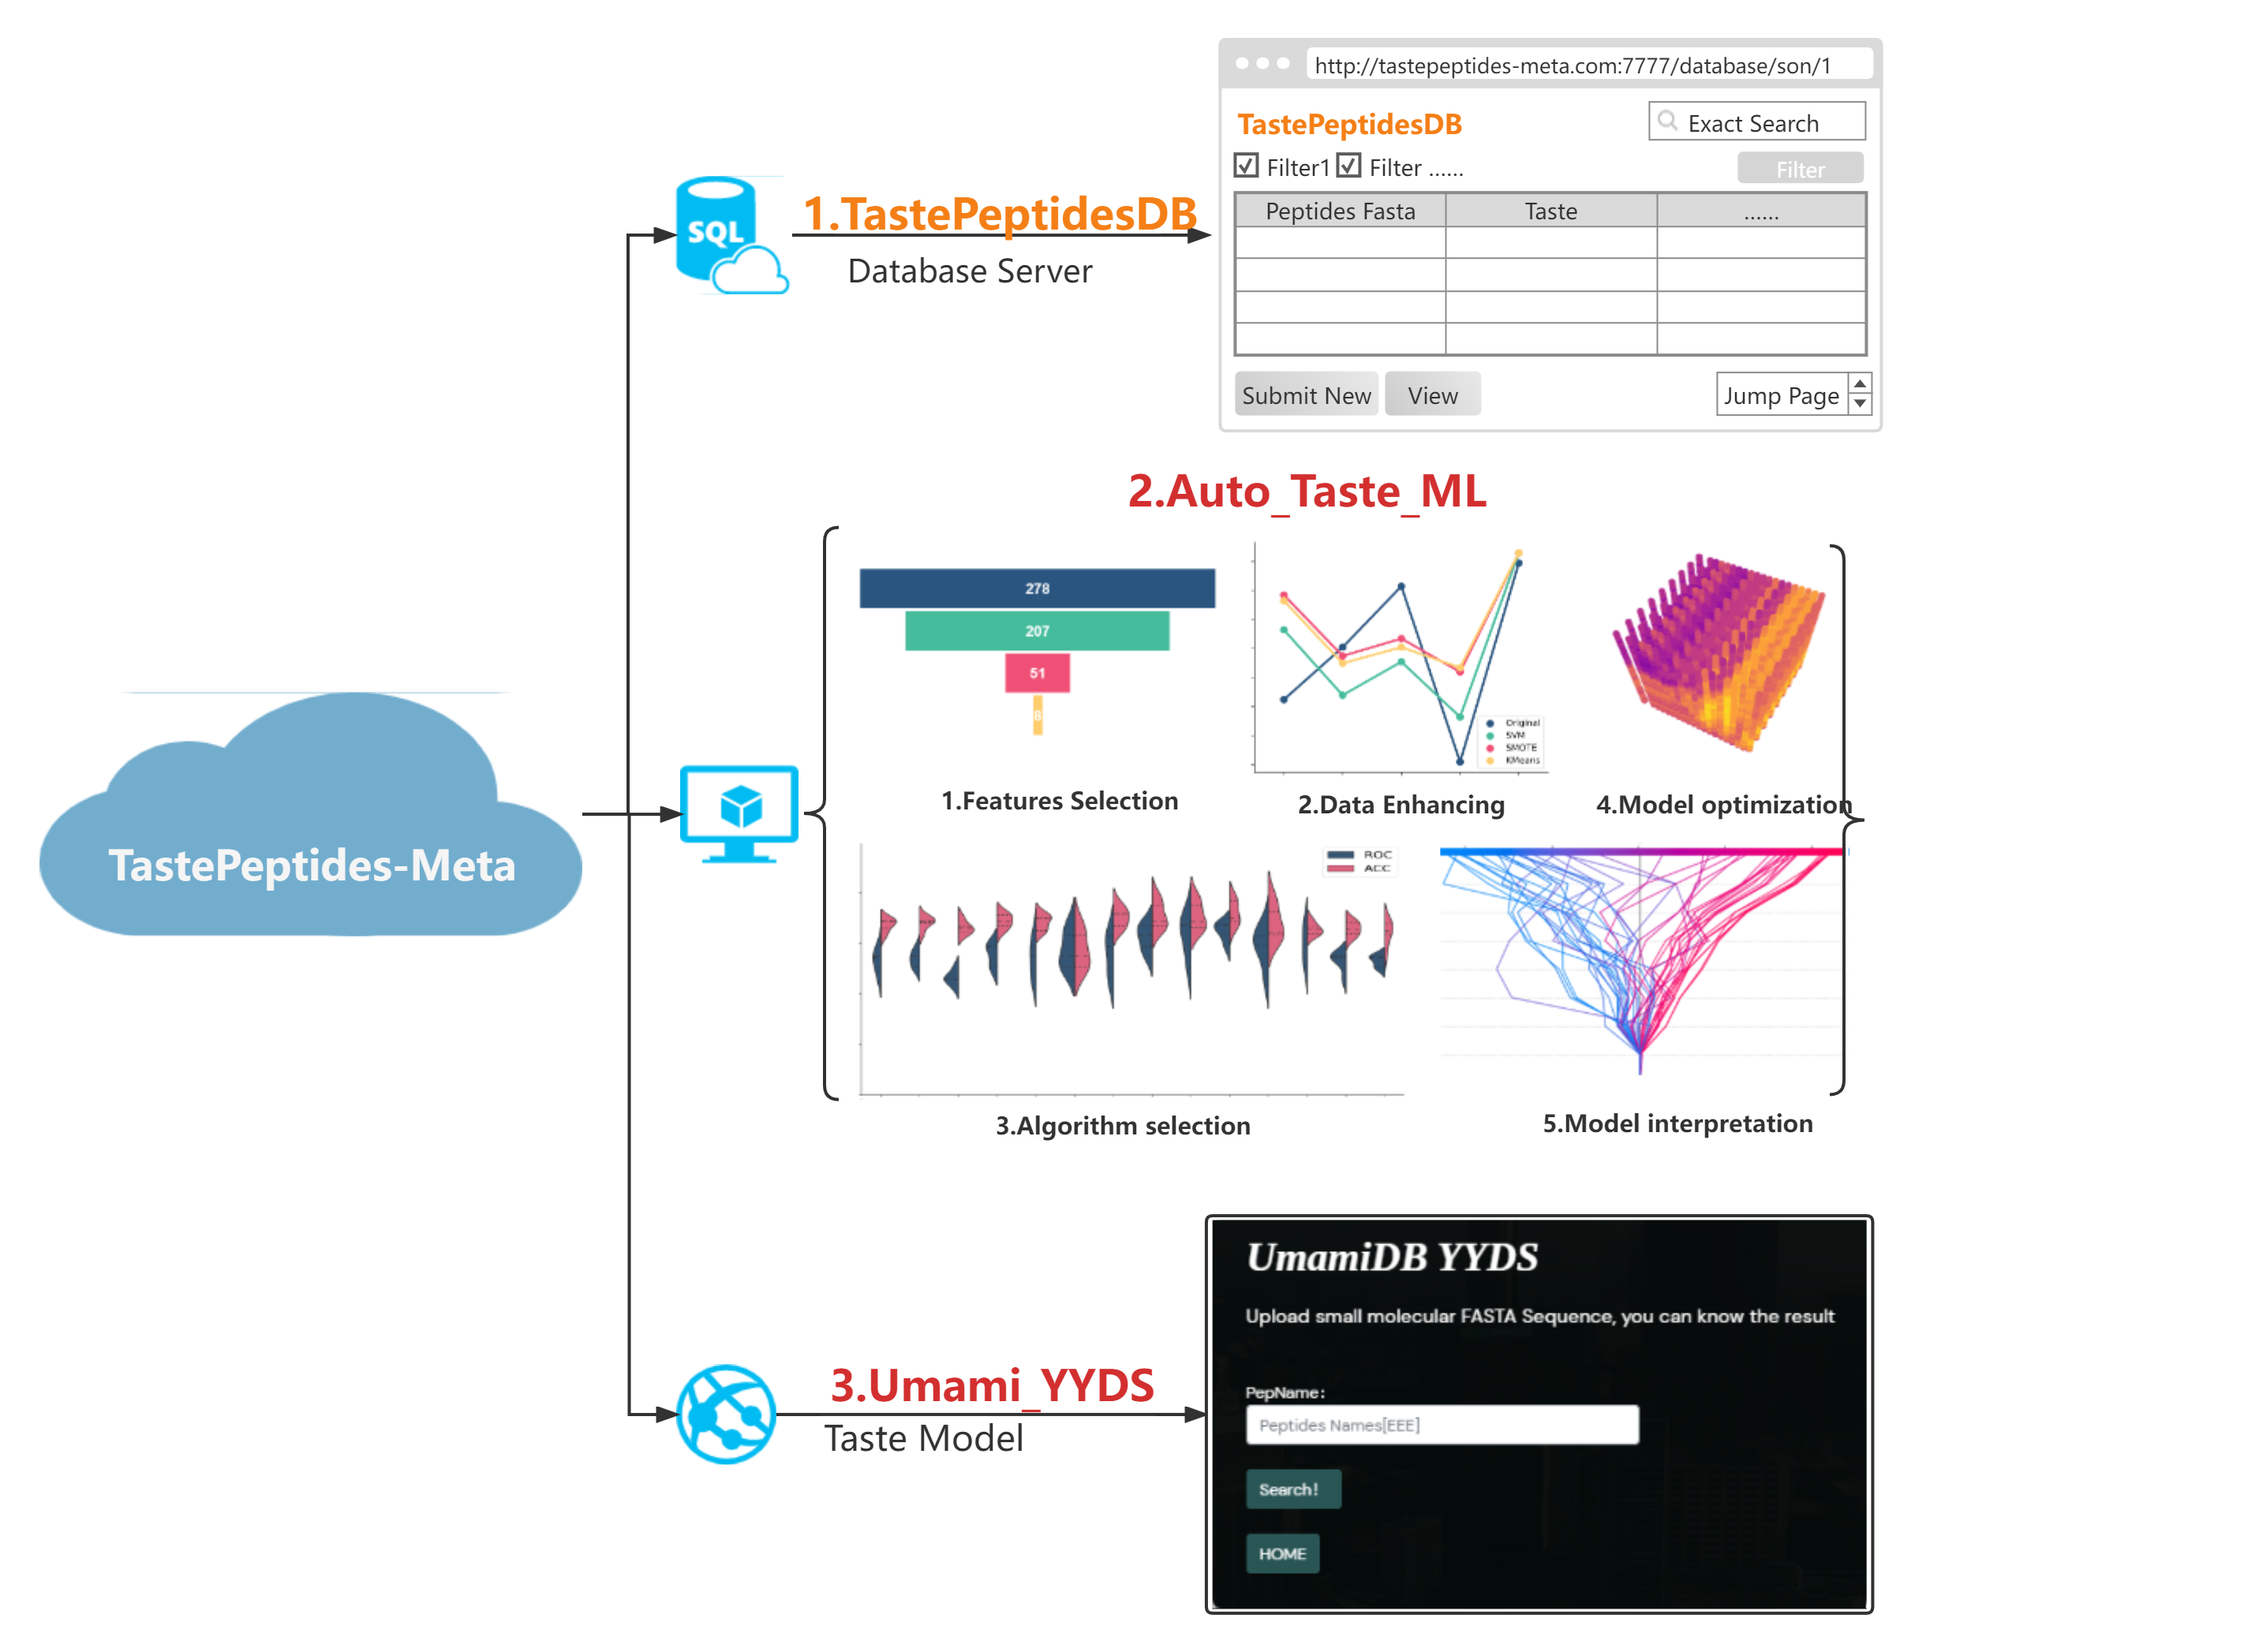 http://tastepeptides-meta.com:7777/database/son/1
TastePeptidesDB
Exact Search
Filter1
Filter ......
Filter
Peptides Fasta
Taste
......
Submit New
View
Jump Page
SQL
1.TastePeptidesDB
Database Server
2.Auto_Taste_ML
278
207
51
8
1.Features Selection
Original
SVM
SMOTE
KMeans
2.Data Enhancing
4.Model optimization
TastePeptides-Meta
ROC
ACC
3.Algorithm selection
5.Model interpretation
3.Umami_YYDS
Taste Model
UmamiDB YYDS
Upload small molecular FASTA Sequence, you can know the result
PepName:
Peptides Names[EEE]
Search!
HOME